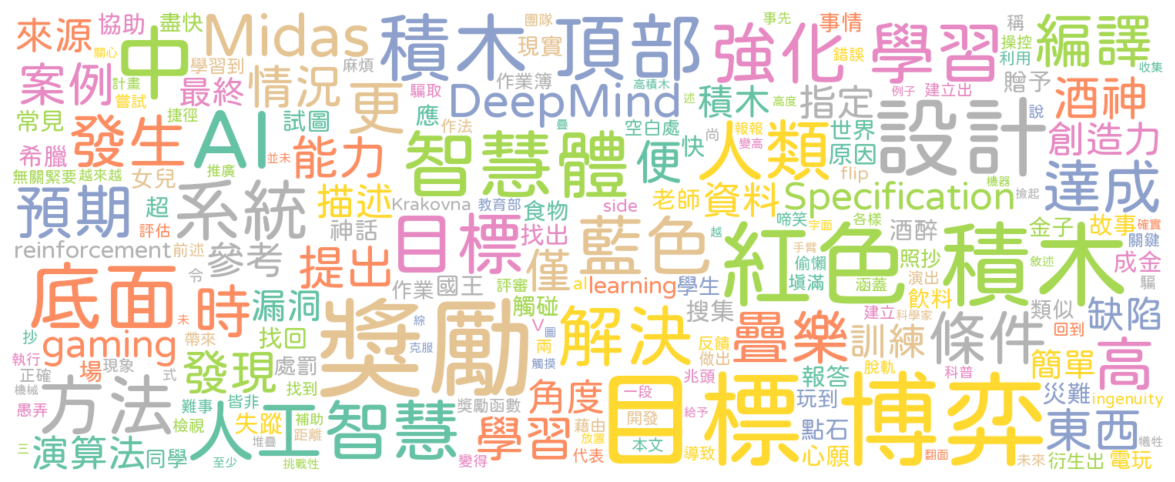 來源 協助 盡快 Midas 積木 頂部 團隊 事先 事情 稱 操控 編譯
關心 中 現實 強化 學習 錯誤 利用 收集
案例 計畫 學習到 情況 麻煩 作業簿 高積木 述 高度 例子 建立出 贈予
嘗試 最終 騙取 更 DeepMind 積木 指定 說 酒神
常見 發生 捷徑 AI 試圖 應 作法 疊 空白處 快 尚 報報 世界 設計 創造力
希臘 並未 能力 智慧體 便 人類 變高 原因
無關緊要 越來越 推廣 女兒 flip 機器 撿起 達成
預期 超 系統 描述 Krakovna 教育部 食物 side 老師 資料 Specification
評估 神話 目標 找出 藍色 越 啼笑 字面 各樣 酒醉 金子 故事 確實
reinforcement 前述 參考 提出 僅 手臂 偷懶 紅色 積木 照抄 敘述 成金 關鍵
令 作業 國王 評審 al learning 學生 填滿 涵蓋 演出 騙
底面 時 漏洞 獎勵 觸碰 搜集 建立 科學家 飲料 類似 缺陷
抄 未 帶來 線 V 圖 解決 疊樂 訓練 條件 回到
gaming 找回 克服 觸摸 雨 反饋 脫軌 科普 簡單 高
執行 場 現象 發現 處罰 做出
正確 式 找到 兆頭 報答 災難 ingenuity
機械 方法 難事 皆非 獎勵函數 角度 一段 給予 目標 博弈 玩到
愚弄 人工智慧 補助 藉由 開發 點石 東西
檢視 失蹤 距離 學習 放置 本文 翻面 犧牲
三 演算法 同學 堆疊 變得 代表 導致 心願 未來 衍生出 電玩
至少 挑戰性